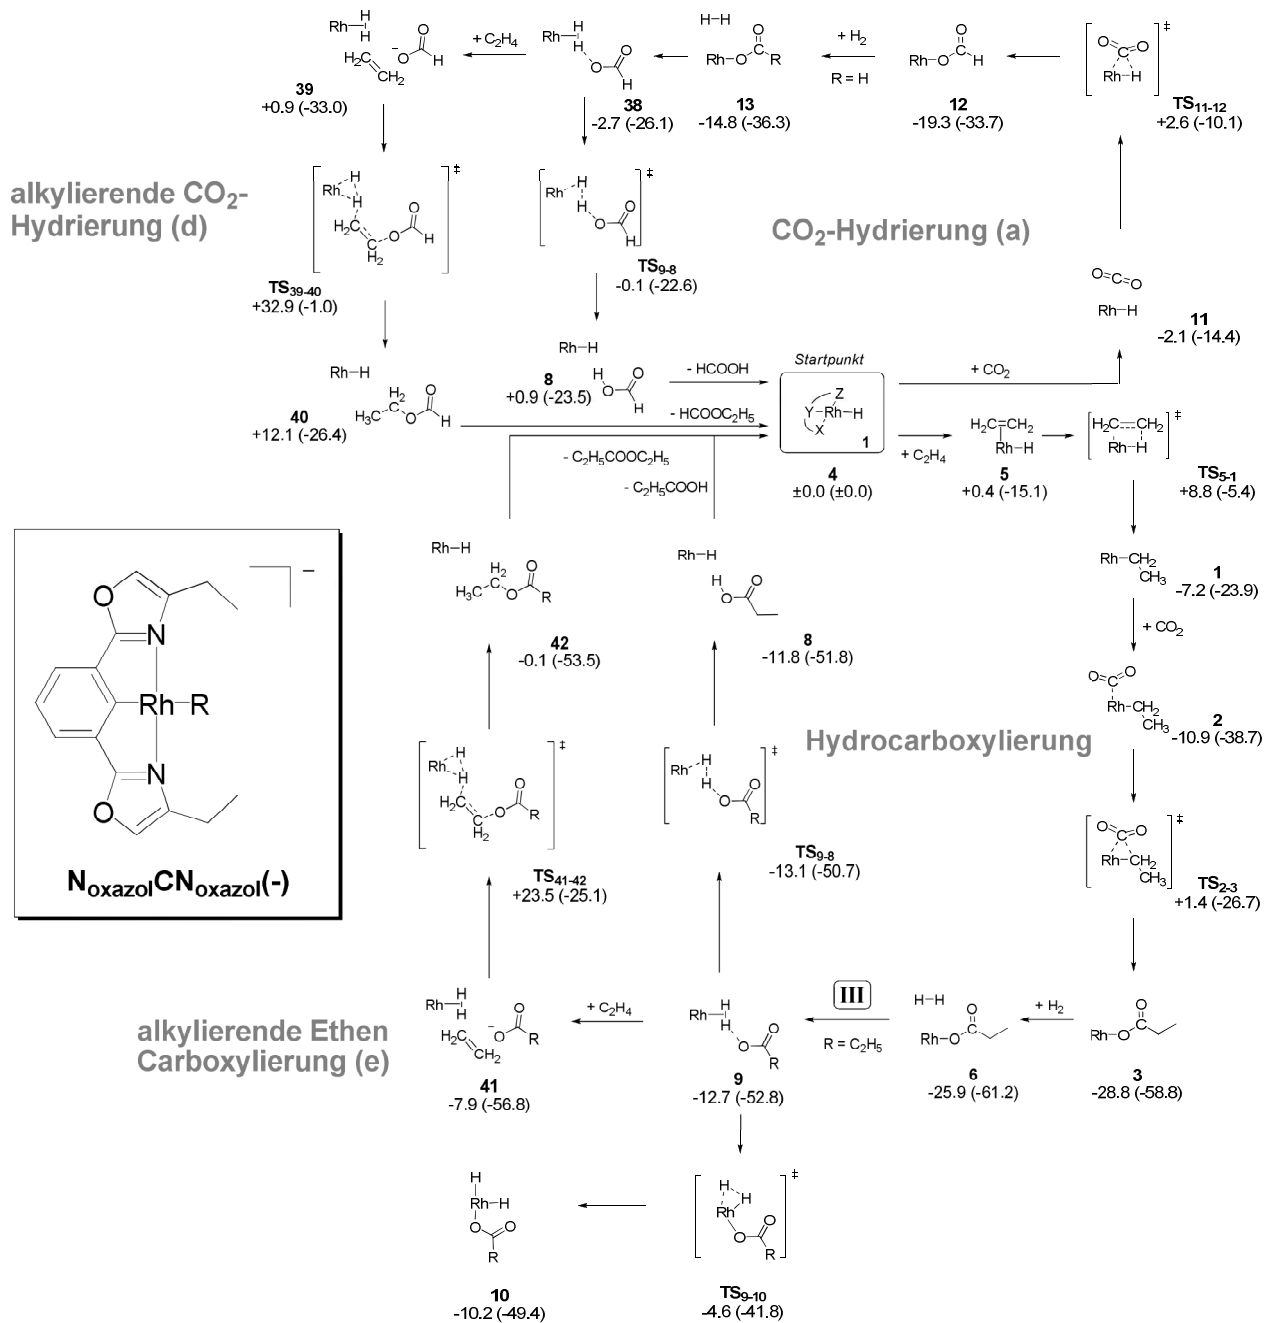 39
+0.9 (-33.0)
+ C2H4
38
-2.7 (-26.1)
13
-14.8 (-36.3)
+ H2
R = H
12
-19.3 (-33.7)
TS11-12
+2.6 (-10.1)
alkylierende CO2-
Hydrierung (d)
TS39-40
+32.9 (-1.0)
TS9-8
-0.1 (-22.6)
CO2-Hydrierung (a)
11
-2.1 (-14.4)
40
+12.1 (-26.4)
8
+0.9 (-23.5)
- HCOOH
- HCOOC2H5
- C2H5COOC2H5
- C2H5COOH
Startpunkt
Y Z X Rh-H
1
4
±0.0 (±0.0)
+ CO2
+ C2H4
5
+0.4 (-15.1)
TS5-1
+8.8 (-5.4)
1
-7.2 (-23.9)
+ CO2
2
-10.9 (-38.7)
TS2-3
+1.4 (-26.7)
O N Rh-R N O
NoxazolCNoxazol(-)
42
-0.1 (-53.5)
8
-11.8 (-51.8)
Hydrocarboxylierung
TS41-42
+23.5 (-25.1)
TS9-8
-13.1 (-50.7)
alkylierende Ethen
Carboxylierung (e)
41
-7.9 (-56.8)
+ C2H4
9
-12.7 (-52.8)
III
R = C2H5
6
-25.9 (-61.2)
+ H2
3
-28.8 (-58.8)
10
-10.2 (-49.4)
TS9-10
-4.6 (-41.8)